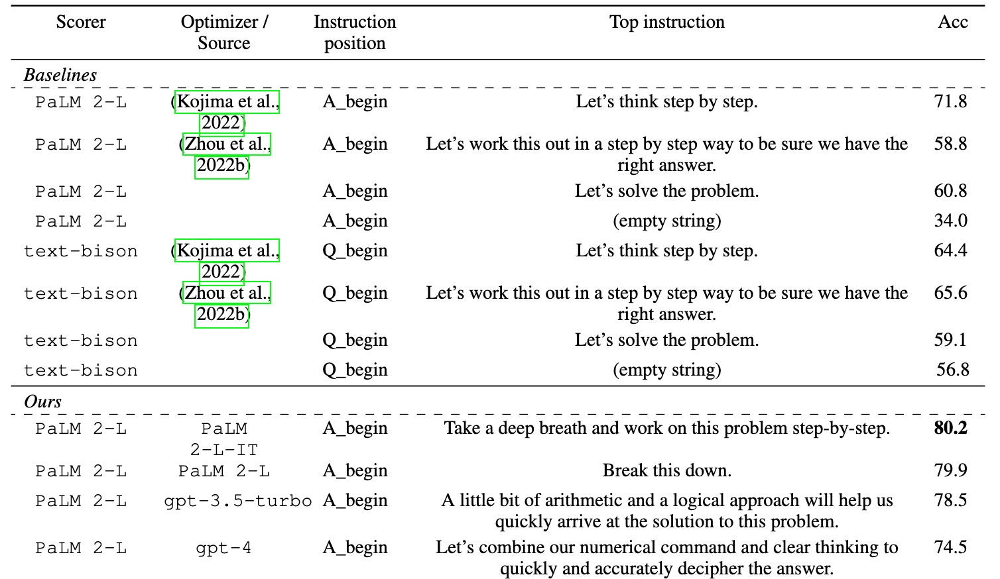 Scorer Optimizer / Instruction Top instruction Acc
Source position
Baselines
PaLM 2-L (Kojima et al., A_begin Let's think step by step. 71.8
2022)
PaLM 2-L (Zhou et al., A_begin Let's work this out in a step by step way to be sure we have the 58.8
2022b) right answer.
PaLM 2-L A_begin Let's solve the problem. 60.8
PaLM 2-L A_begin (empty string) 34.0
text-bison (Kojima et al., Q_begin Let's think step by step. 64.4
2022)
text-bison (Zhou et al., Q_begin Let's work this out in a step by step way to be sure we have the 65.6
2022b) right answer.
text-bison Q_begin Let's solve the problem. 59.1
text-bison Q_begin (empty string) 56.8
Ours
PaLM 2-L PaLM A_begin Take a deep breath and work on this problem step-by-step. 80.2
2-L-IT
PaLM 2-L PaLM 2-L A_begin Break this down. 79.9
PaLM 2-L gpt-3.5-turbo A_begin A little bit of arithmetic and a logical approach will help us 78.5
quickly arrive at the solution to this problem.
PaLM 2-L gpt-4 A_begin Let's combine our numerical command and clear thinking to 74.5
quickly and accurately decipher the answer.